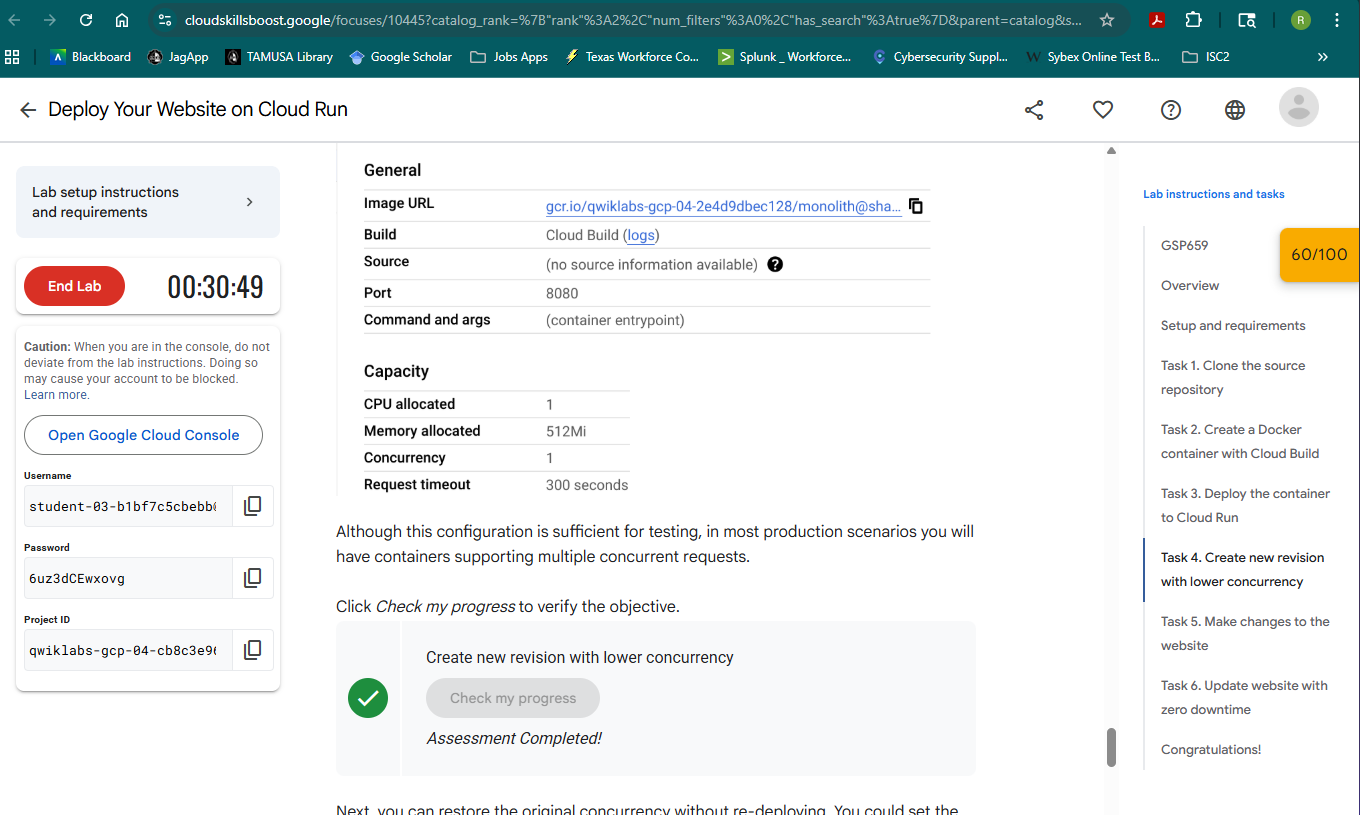 cloudskillsboost.google/focuses/10445?catalog_rank=%7B"rank"%3A2%2C"num_filters"%3A0%2C"has_search"%3Atrue%7D&parent=catalog&s...
R
Blackboard
JagApp
TAMUSA Library
Google Scholar
Jobs Apps
Texas Workforce Co...
Splunk _ Workforce...
Cybersecurity Suppl...
W Sybex Online Test B...
ISC2
»
Deploy Your Website on Cloud Run
Lab setup instructions
and requirements
End Lab
00:30:49
Caution: When you are in the console, do not
deviate from the lab instructions. Doing so
may cause your account to be blocked.
Learn more.
Open Google Cloud Console
Username
student-03-b1bf7c5cbebb
Password
6uz3dCEwxovg
Project ID
qwiklabs-gcp-04-cb8c3e9
General
Image URL gcr.io/qwiklabs-gcp-04-2e4d9dbec128/monolith@sha...
Build Cloud Build (logs)
Source (no source information available)
Port 8080
Command and args (container entrypoint)
Capacity
CPU allocated 1
Memory allocated 512Mi
Concurrency 1
Request timeout 300 seconds
Although this configuration is sufficient for testing, in most production scenarios you will
have containers supporting multiple concurrent requests.
Click Check my progress to verify the objective.
Create new revision with lower concurrency
Check my progress
Assessment Completed!
Next, you can restore the original concurrency without re-deploying. You could set the
Lab instructions and tasks
60/100
GSP659
Overview
Setup and requirements
Task 1. Clone the source
repository
Task 2. Create a Docker
container with Cloud Build
Task 3. Deploy the container
to Cloud Run
Task 4. Create new revision
with lower concurrency
Task 5. Make changes to the
website
Task 6. Update website with
zero downtime
Congratulations!